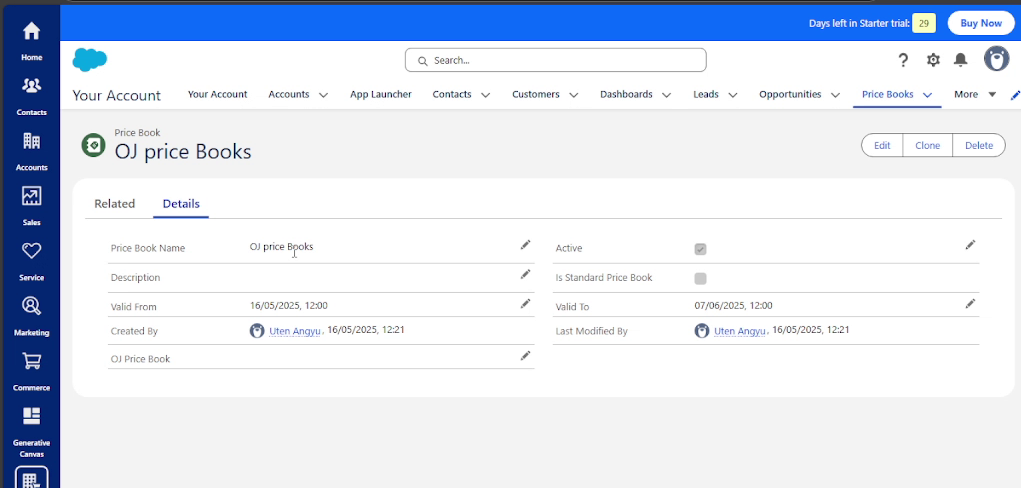 Days left in Starter trial: 29 Buy Now
Home
Search...
Your Account
Your Account Accounts App Launcher Contacts Customers Dashboards Leads Opportunities Price Books More
Contacts
Accounts
Sales
Service
Marketing
Commerce
Generative
Canvas
Price Book
OJ price Books
Edit Clone Delete
Related Details
Price Book Name OJ price Books Active
Description Is Standard Price Book
Valid From 16/05/2025, 12:00 Valid To 07/06/2025, 12:00
Created By Uten Angyu, 16/05/2025, 12:21 Last Modified By Uten Angyu, 16/05/2025, 12:21
OJ Price Book